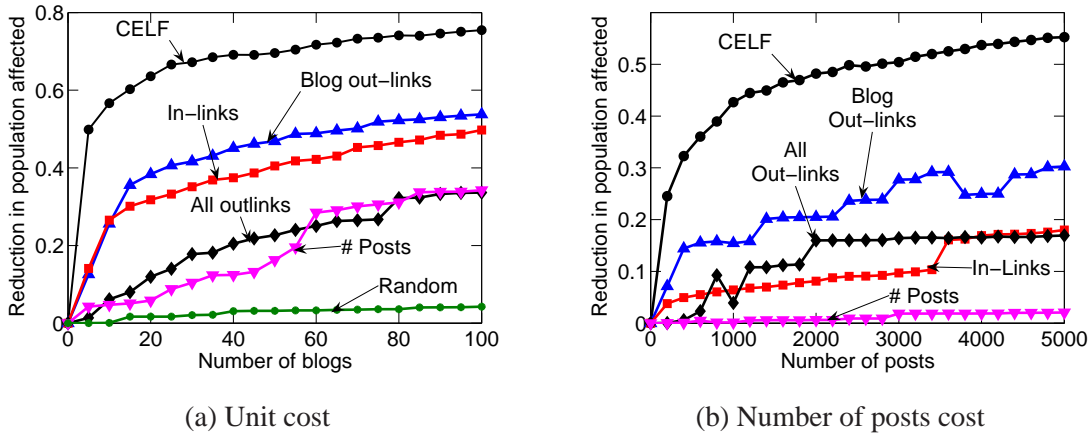 Reduction in population affected
0.8
0.6
0.4
0.2
0
0 20 40 60 80 100
Number of blogs
CELF
Blog out−links
In−links
All outlinks
# Posts
Random
(a) Unit cost
Reduction in population affected
0.5
0.4
0.3
0.2
0.1
0
0 1000 2000 3000 4000 5000
Number of posts
CELF
Blog
Out−links
All
Out−links
In−Links
# Posts
(b) Number of posts cost